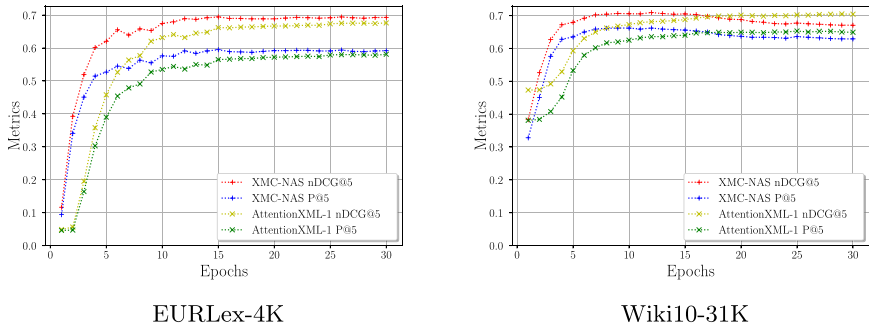 0.7
0.6
0.5
0.4
0.3
0.2
0.1
0.0
Metrics
0
5
10
15
20
25
30
Epochs
XMC-NAS nDCG@5
XMC-NAS P@5
AttentionXML-1 nDCG@5
AttentionXML-1 P@5
EURLex-4K
0.7
0.6
0.5
0.4
0.3
0.2
0.1
0.0
Metrics
0
5
10
15
20
25
30
Epochs
XMC-NAS nDCG@5
XMC-NAS P@5
AttentionXML-1 nDCG@5
AttentionXML-1 P@5
Wiki10-31K